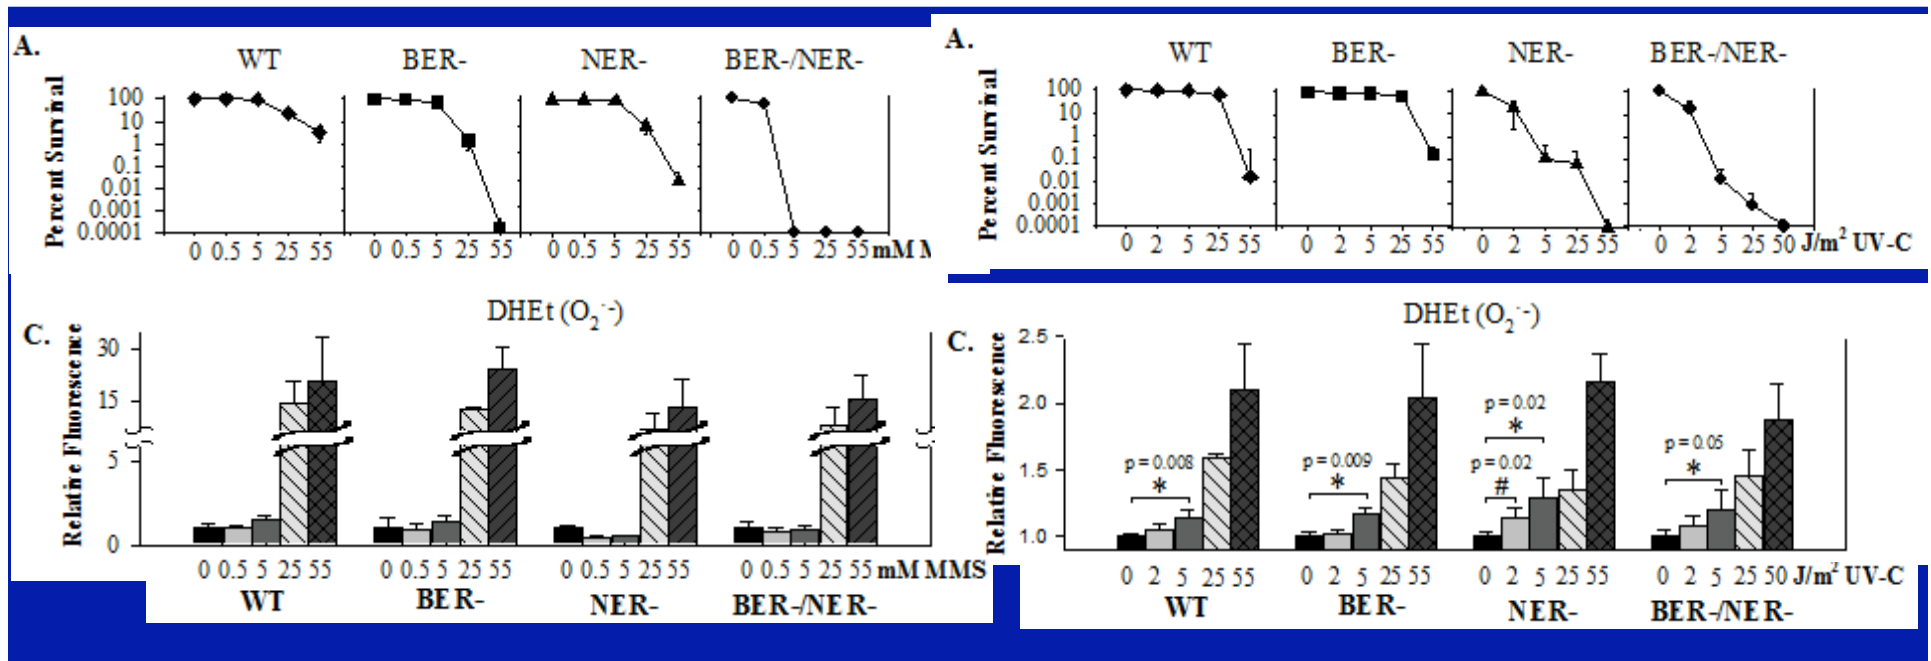 A.
WT BER- NER- BER-/NER-
Percent Survival
100
10
1
0.1
0.01
0.001
0.0001
0 0.5 5 25 55 0 0.5 5 25 55 0 0.5 5 25 55 0 0.5 5 25 55 mM M
A.
WT BER- NER- BER-/NER-
Percent Survival
100
10
1
0.1
0.01
0.001
0.0001
0 2 5 25 55 0 2 5 25 55 0 2 5 25 55 0 2 5 25 50 J/m² UV-C
C.
DHEt (O₂·-)
Relative Fluorescence
30
15
5
0
0 0.5 5 25 55 0 0.5 5 25 55 0 0.5 5 25 55 0 0.5 5 25 55 mM MMS
WT BER- NER- BER-/NER-
C.
DHEt (O₂·-)
Relative Fluorescence
2.5
2.0
1.5
1.0
p = 0.008
*
p = 0.009
*
p = 0.02
*
p = 0.02
#
p = 0.05
*
0 2 5 25 55 0 2 5 25 55 0 2 5 25 55 0 2 5 25 50 J/m² UV-C
WT BER- NER- BER-/NER-